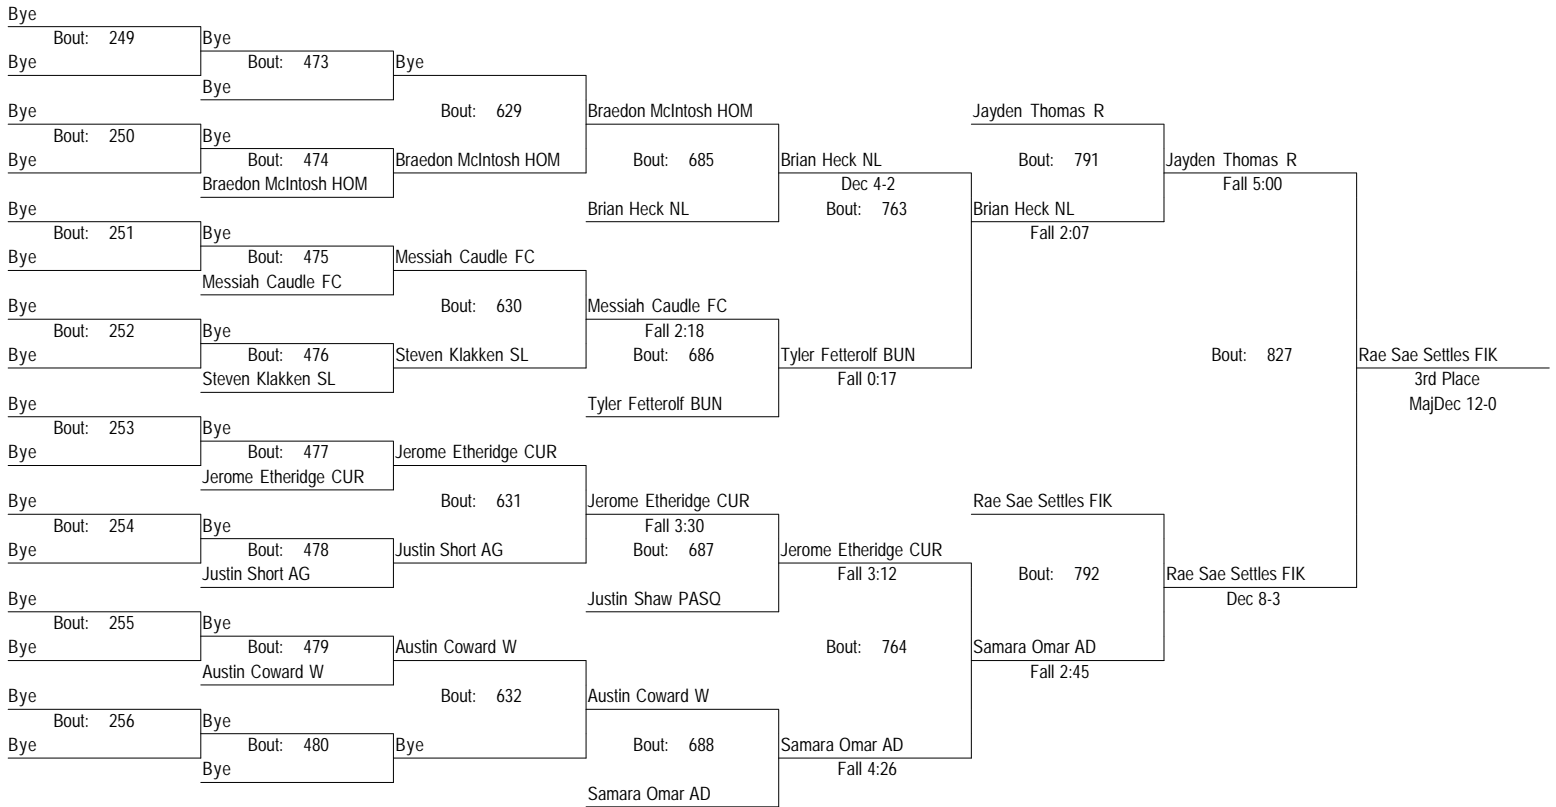 Bye
Bout: 249
Bye
Bye
Bout: 473
Bye
Bye
Bye
Bout: 629
Braedon McIntosh HOM
Jayden Thomas R
Bout: 250
Bye
Bye
Bout: 474
Braedon McIntosh HOM
Bout: 685
Brian Heck NL
Bout: 791
Jayden Thomas R
Braedon McIntosh HOM
Dec 4-2
Fall 5:00
Bye
Brian Heck NL
Bout: 763
Brian Heck NL
Bout: 251
Bye
Fall 2:07
Bye
Bout: 475
Messiah Caudle FC
Messiah Caudle FC
Bye
Bout: 630
Messiah Caudle FC
Bout: 252
Bye
Fall 2:18
Bye
Bout: 476
Steven Klakken SL
Bout: 686
Tyler Fetterolf BUN
Bout: 827
Rae Sae Settles FIK
Steven Klakken SL
Fall 0:17
3rd Place
Bye
Tyler Fetterolf BUN
MajDec 12-0
Bout: 253
Bye
Bye
Bout: 477
Jerome Etheridge CUR
Jerome Etheridge CUR
Bye
Bout: 631
Jerome Etheridge CUR
Rae Sae Settles FIK
Bout: 254
Bye
Fall 3:30
Bye
Bout: 478
Justin Short AG
Bout: 687
Jerome Etheridge CUR
Justin Short AG
Fall 3:12
Bout: 792
Rae Sae Settles FIK
Bye
Justin Shaw PASQ
Dec 8-3
Bout: 255
Bye
Bye
Bout: 479
Austin Coward W
Bout: 764
Samara Omar AD
Austin Coward W
Fall 2:45
Bye
Bout: 632
Austin Coward W
Bout: 256
Bye
Bye
Bout: 480
Bye
Bout: 688
Samara Omar AD
Bye
Fall 4:26
Samara Omar AD